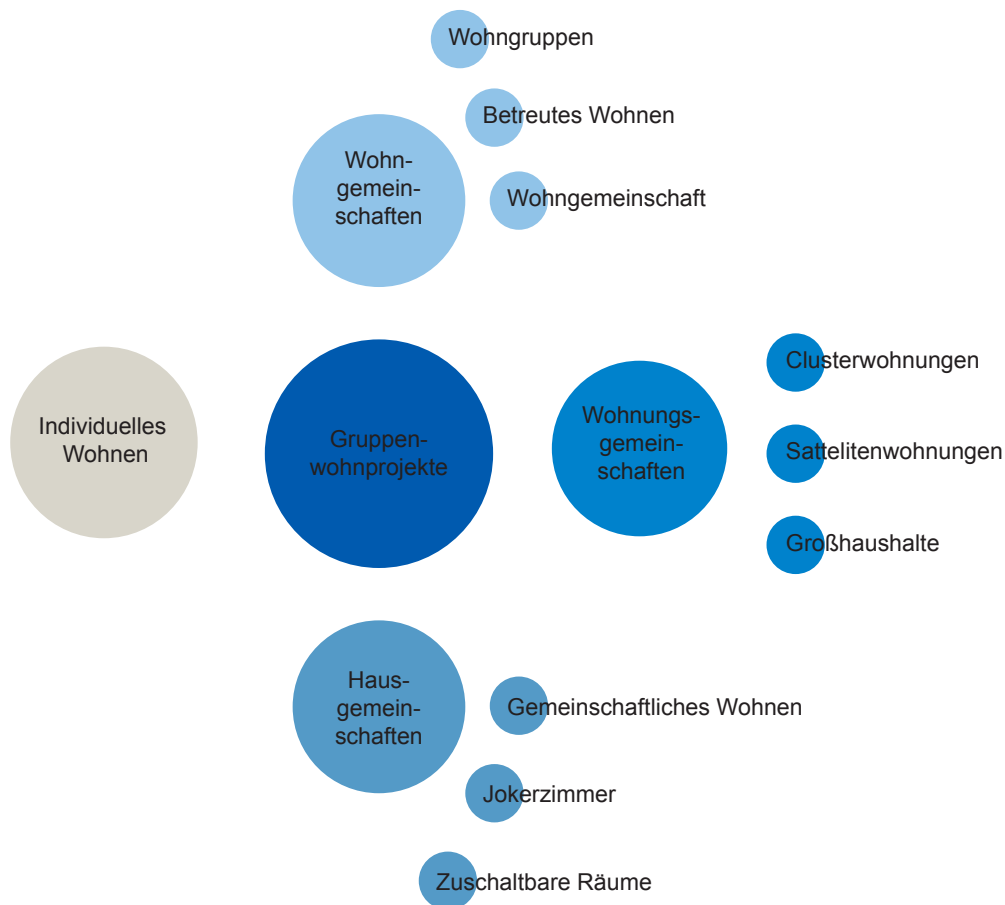 Wohngruppen
Betreutes Wohnen
Wohn-
gemein-
schaften
Wohngemeinschaft
Individuelles
Wohnen
Gruppen-
wohnprojekte
Wohnungs-
gemein-
schaften
Clusterwohnungen
Sattelitenwohnungen
Großhaushalte
Haus-
gemein-
schaften
Gemeinschaftliches Wohnen
Jokerzimmer
Zuschaltbare Räume